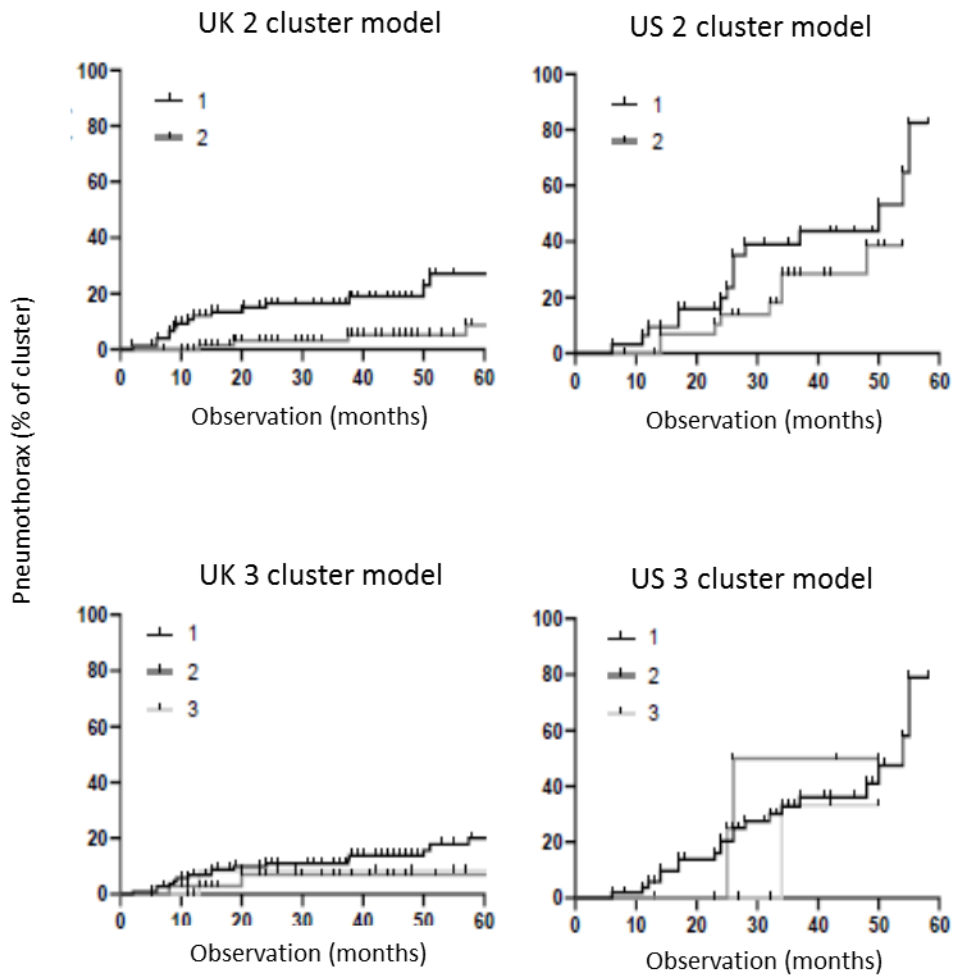 UK 2 cluster model
US 2 cluster model
100
80
60
40
20
0
1
2
0 10 20 30 40 50 60
Observation (months)
100
80
60
40
20
0
1
2
0 10 20 30 40 50 60
Observation (months)
Pneumothorax (% of cluster)
UK 3 cluster model
US 3 cluster model
100
80
60
40
20
0
1
2
3
0 10 20 30 40 50 60
Observation (months)
100
80
60
40
20
0
1
2
3
0 10 20 30 40 50 60
Observation (months)